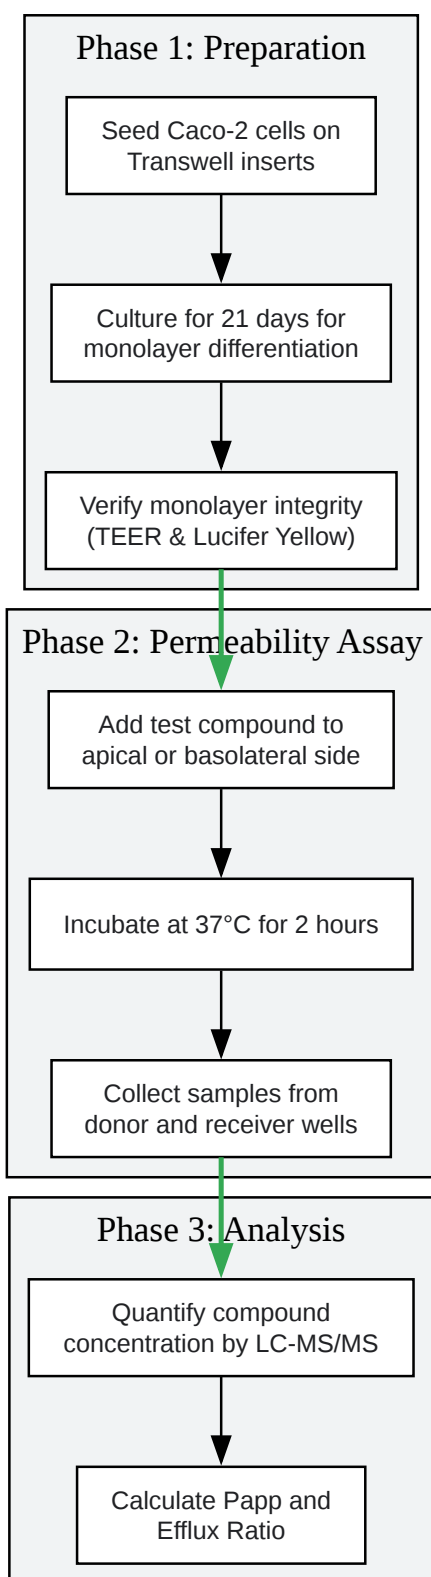 Phase 1: Preparation
Seed Caco-2 cells on
Transwell inserts
Culture for 21 days for
monolayer differentiation
Verify monolayer integrity
(TEER & Lucifer Yellow)
Phase 2: Permeability Assay
Add test compound to
apical or basolateral side
Incubate at 37°C for 2 hours
Collect samples from
donor and receiver wells
Phase 3: Analysis
Quantify compound
concentration by LC-MS/MS
Calculate Papp and
Efflux Ratio